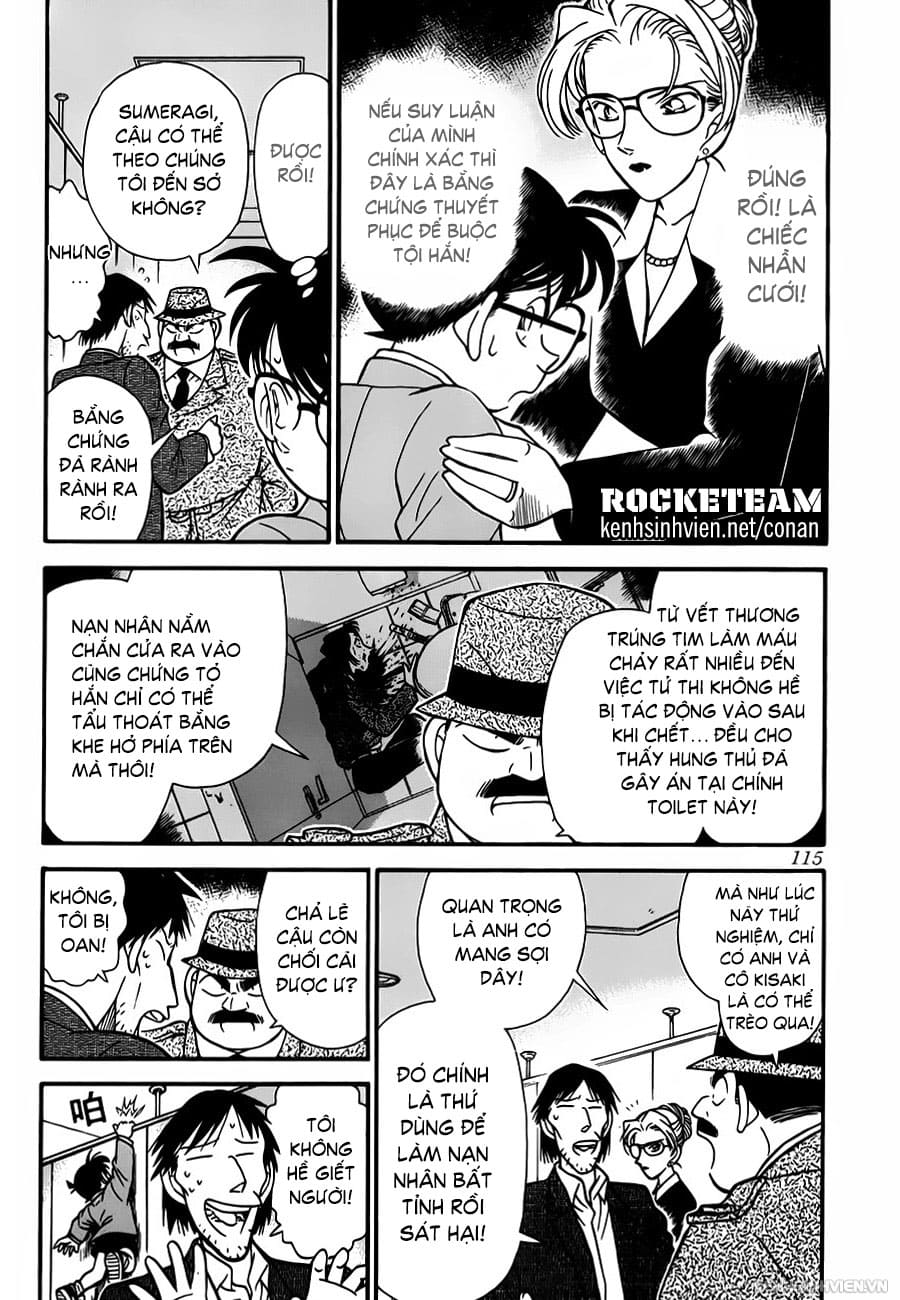 ĐÚNG
RỒI! LÀ
CHIẾC
NHẪN
CƯỚI!
NẾU SUY LUẬN
CỦA MÌNH
CHÍNH XÁC THÌ
ĐÂY LÀ BẰNG
CHỨNG THUYẾT
PHỤC ĐỂ BUỘC
TỘI HẮN!
ROCKETEAM
kenhsinhvien.net/conan
ĐƯỢC
RỒI!
SUMERAGI,
CẬU CÓ THỂ
THEO CHÚNG
TÔI ĐẾN SỞ
KHÔNG?
NHƯNG
...
BẰNG
CHỨNG
ĐÃ RÀNH
RÀNH RA
RỒI!
TỪ VẾT THƯƠNG
TRÚNG TIM LÀM MÁU
CHẢY RẤT NHIỀU ĐẾN
VIỆC TỬ THI KHÔNG HỀ
BỊ TÁC ĐỘNG VÀO SAU
KHI CHẾT... ĐỀU CHO
THẤY HUNG THỦ ĐÃ
GÂY ÁN TẠI CHÍNH
TOILET NÀY!
NẠN NHÂN NẰM
CHẮN CỬA RA VÀO
CŨNG CHỨNG TỎ
HẮN CHỈ CÓ THỂ
TẨU THOÁT BẰNG
KHE HỞ PHÍA TRÊN
MÀ THÔI!
115
MÀ NHƯ LÚC
NÀY THỬ
NGHIỆM, CHỈ
CÓ ANH VÀ
CÔ KISAKI
LÀ CÓ THỂ
TRÈO QUA!
QUAN TRỌNG
LÀ ANH CÓ
MANG SỢI
DÂY!
ĐÓ CHÍNH
LÀ THỨ
DÙNG ĐỂ
LÀM NẠN
NHÂN BẤT
TỈNH RỒI
SÁT HẠI!
CHẢ LẼ
CẬU CÒN
CHỐI CÃI
ĐƯỢC Ư?
KHÔNG,
TÔI BỊ
OAN!
TÔI
KHÔNG
HỀ GIẾT
NGƯỜI!
咱